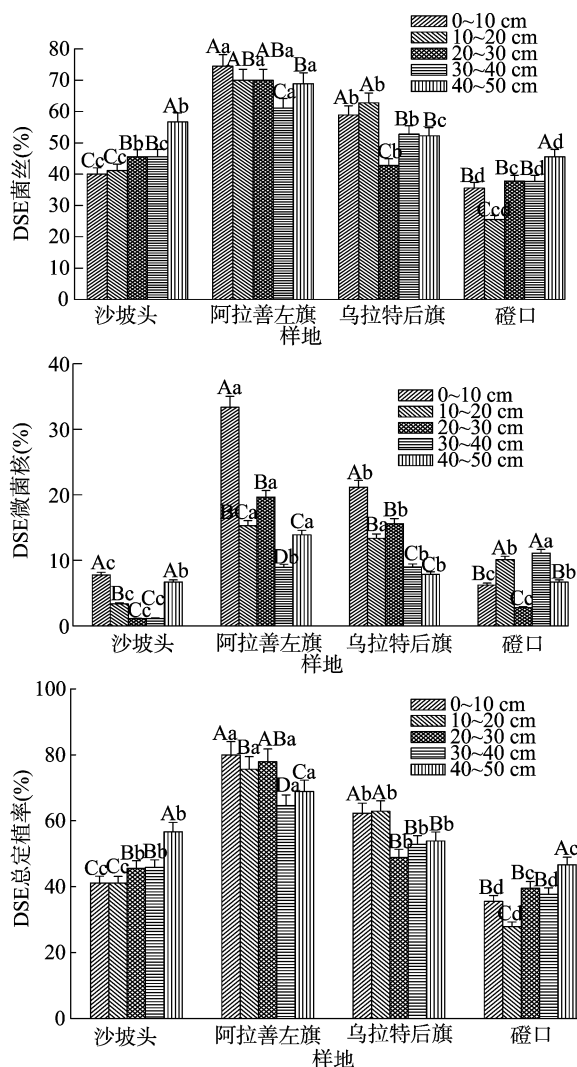 0~10 cm
10~20 cm
20~30 cm
30~40 cm
40~50 cm
DSE菌丝(%)
80
70
60
50
40
30
20
10
0
Cc Cc Bb Bc Ab
Aa ABa ABa Ca Ba
Ab Ab Cb Bb Bc
Bd Ccd Bc Bd Ad
沙坡头 阿拉善左旗 乌拉特后旗 磴口
样地
0~10 cm
10~20 cm
20~30 cm
30~40 cm
40~50 cm
DSE微菌核(%)
40
30
20
10
0
Ac Bc Cc Cc Ab
Aa BCa Ba Db Ca
Ab Ba Bb Cb Cb
Bc Ab Cc Aa Bb
沙坡头 阿拉善左旗 乌拉特后旗 磴口
样地
0~10 cm
10~20 cm
20~30 cm
30~40 cm
40~50 cm
DSE总定植率(%)
100
80
60
40
20
0
Cc Cc Bb Bb Ab
Aa Ba ABa Da Ca
Ab Ab Bb Bb Bb
Bd Cd Bc Bd Ac
沙坡头 阿拉善左旗 乌拉特后旗 磴口
样地